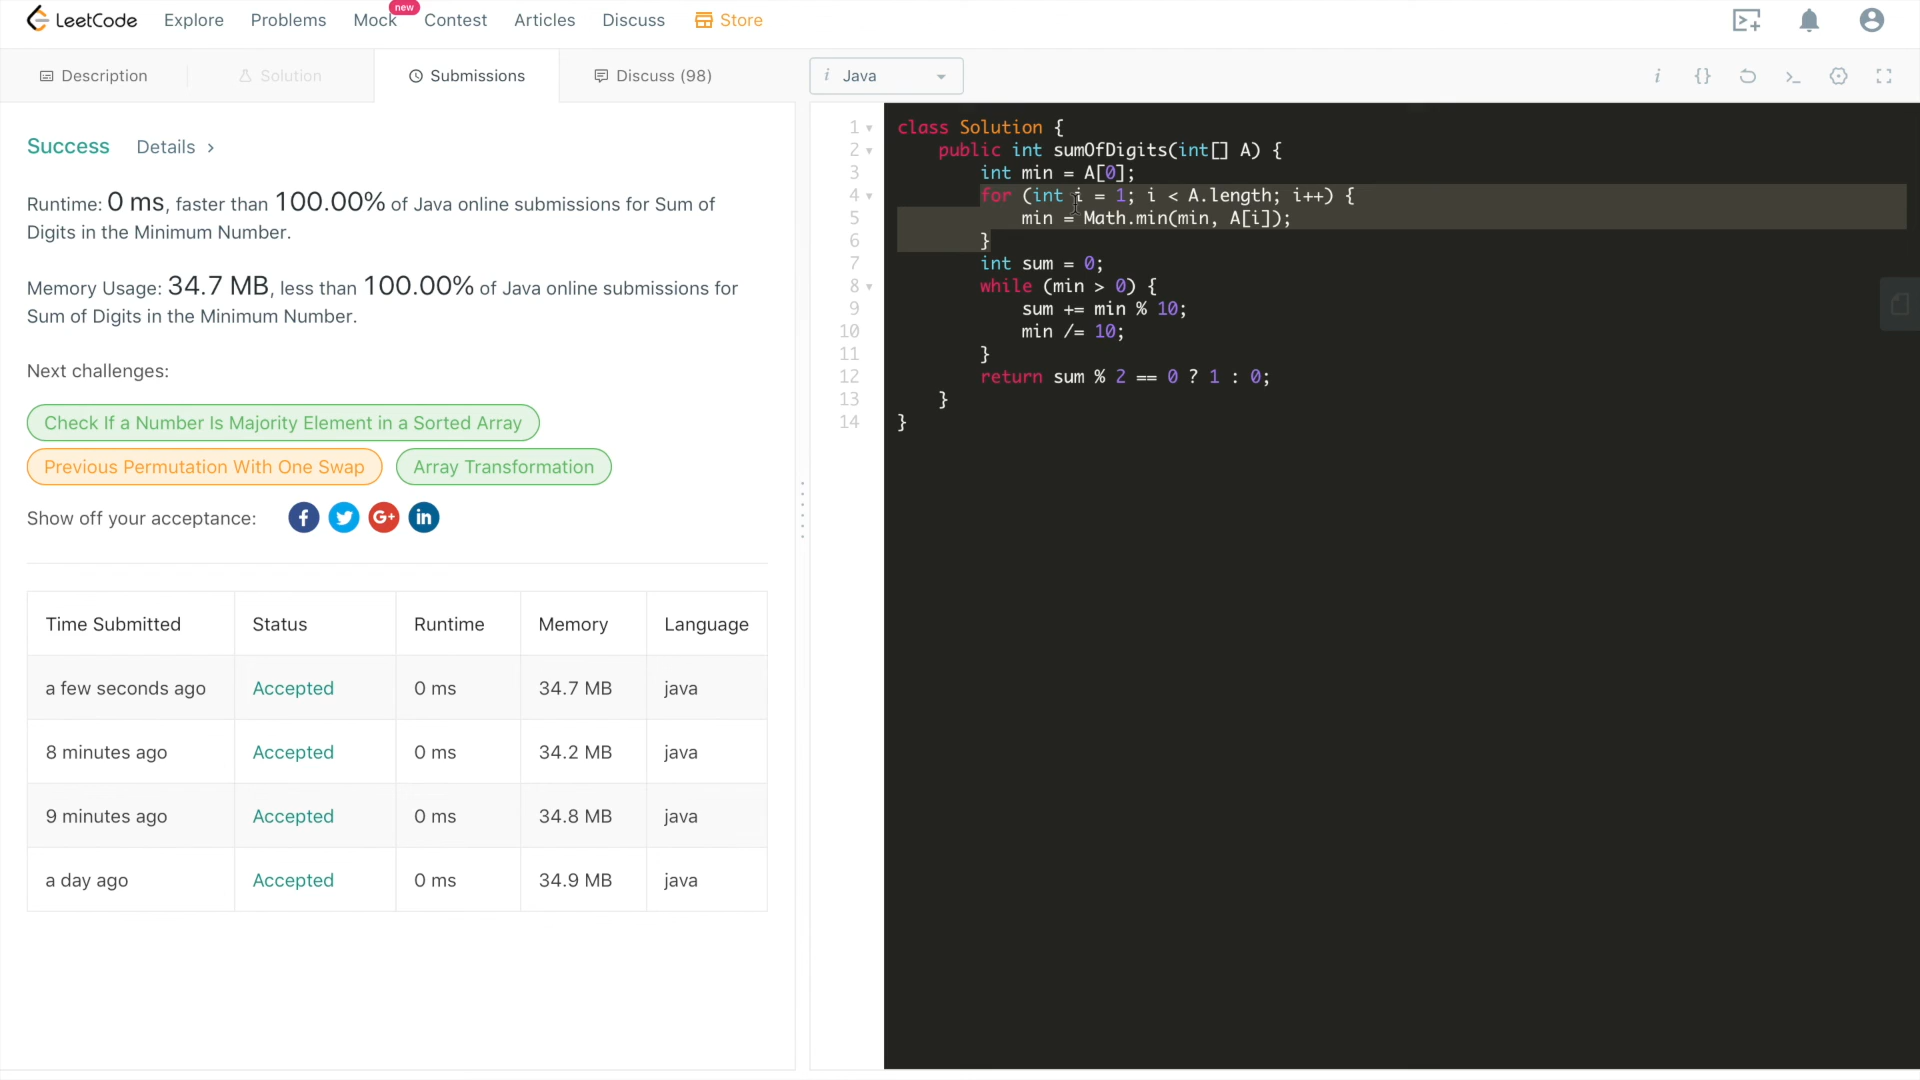 LeetCode Explore Problems Mock new Contest Articles Discuss Store
Description Solution Submissions Discuss (98) i Java
Success Details >
Runtime: 0 ms, faster than 100.00% of Java online submissions for Sum of
Digits in the Minimum Number.
Memory Usage: 34.7 MB, less than 100.00% of Java online submissions for
Sum of Digits in the Minimum Number.
Next challenges:
Check If a Number Is Majority Element in a Sorted Array
Previous Permutation With One Swap Array Transformation
Show off your acceptance: f G+ in
Time Submitted Status Runtime Memory Language
a few seconds ago Accepted 0 ms 34.7 MB java
8 minutes ago Accepted 0 ms 34.2 MB java
9 minutes ago Accepted 0 ms 34.8 MB java
a day ago Accepted 0 ms 34.9 MB java
i {} >_
1 class Solution {
2 public int sumOfDigits(int[] A) {
3 int min = A[0];
4 for (int i = 1; i < A.length; i++) {
5 min = Math.min(min, A[i]);
6 }
7 int sum = 0;
8 while (min > 0) {
9 sum += min % 10;
10 min /= 10;
11 }
12 return sum % 2 == 0 ? 1 : 0;
13 }
14 }